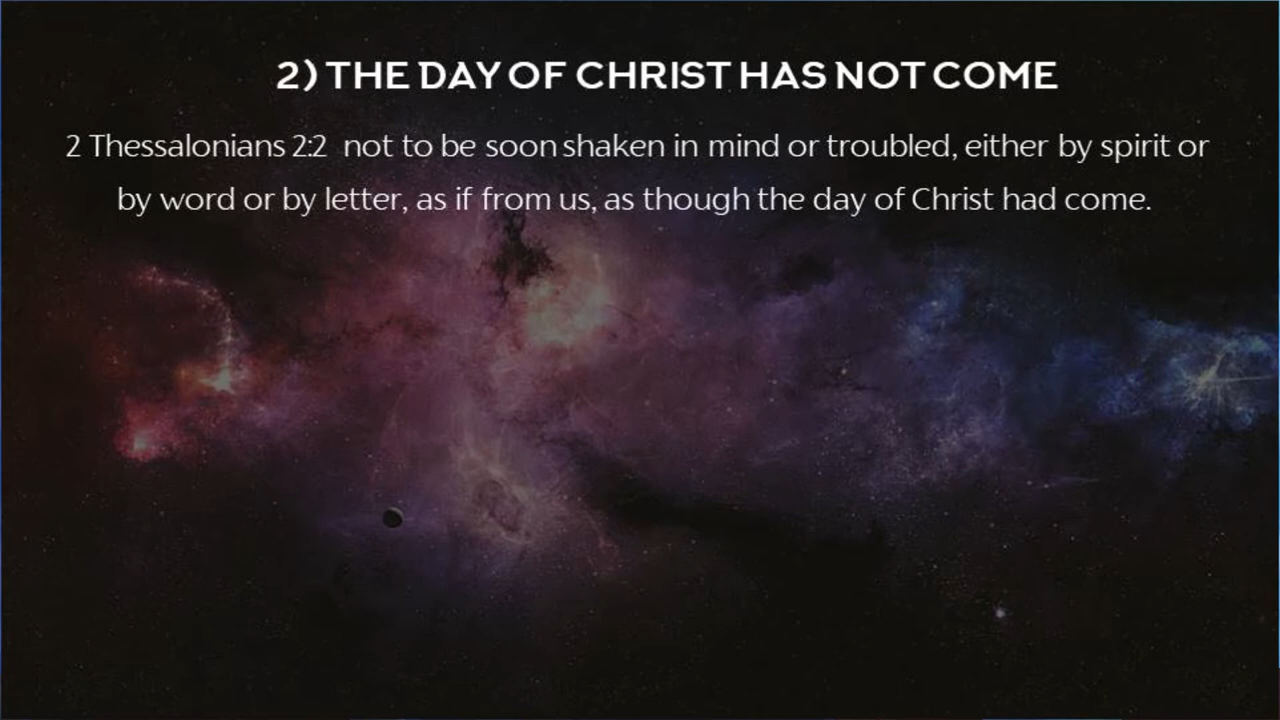 2) THE DAY OF CHRIST HAS NOT COME
2 Thessalonians 2:2 not to be soon shaken in mind or troubled, either by spirit or
by word or by letter, as if from us, as though the day of Christ had come.